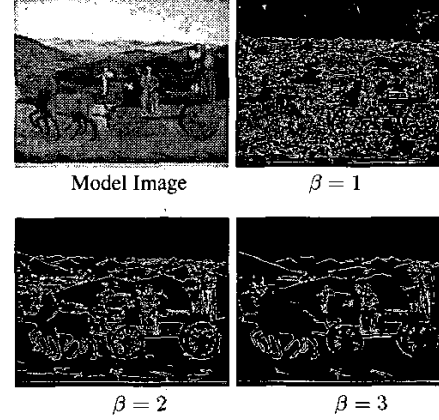 Model Image
β = 1
β = 2
β = 3